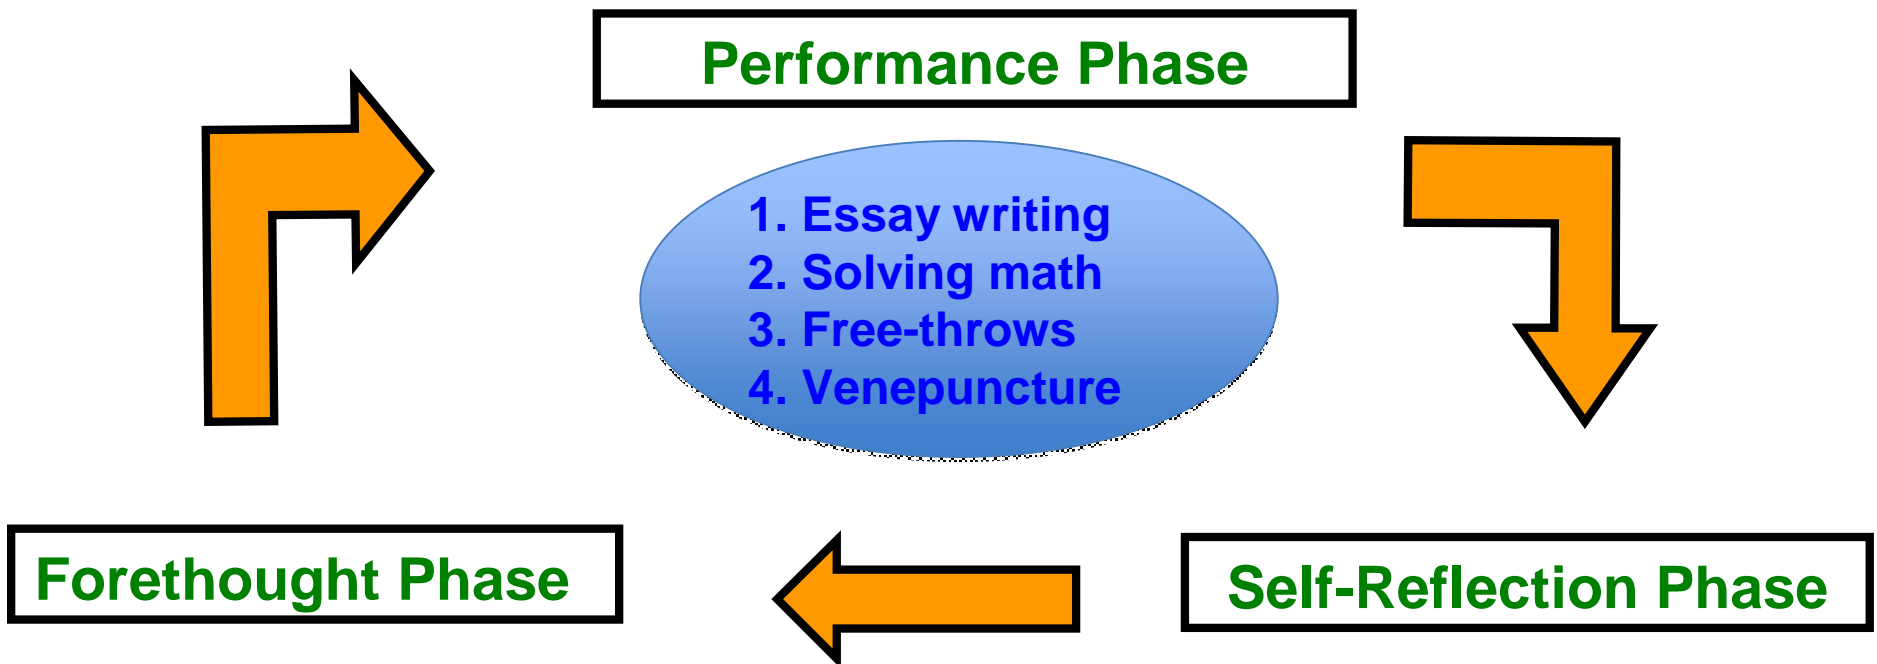 Performance Phase
1. Essay writing
2. Solving math
3. Free-throws
4. Venepuncture
Forethought Phase
Self-Reflection Phase